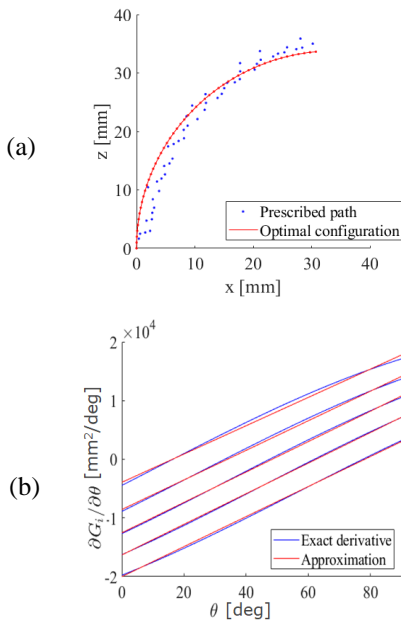 (a)
z [mm]
40
30
20
10
0
Prescribed path
Optimal configuration
0 10 20 30 40
x [mm]
(b)
×10⁴
∂G_i/∂θ [mm²/deg]
2
1
0
-1
-2
Exact derivative
Approximation
0 20 40 60 80
θ [deg]